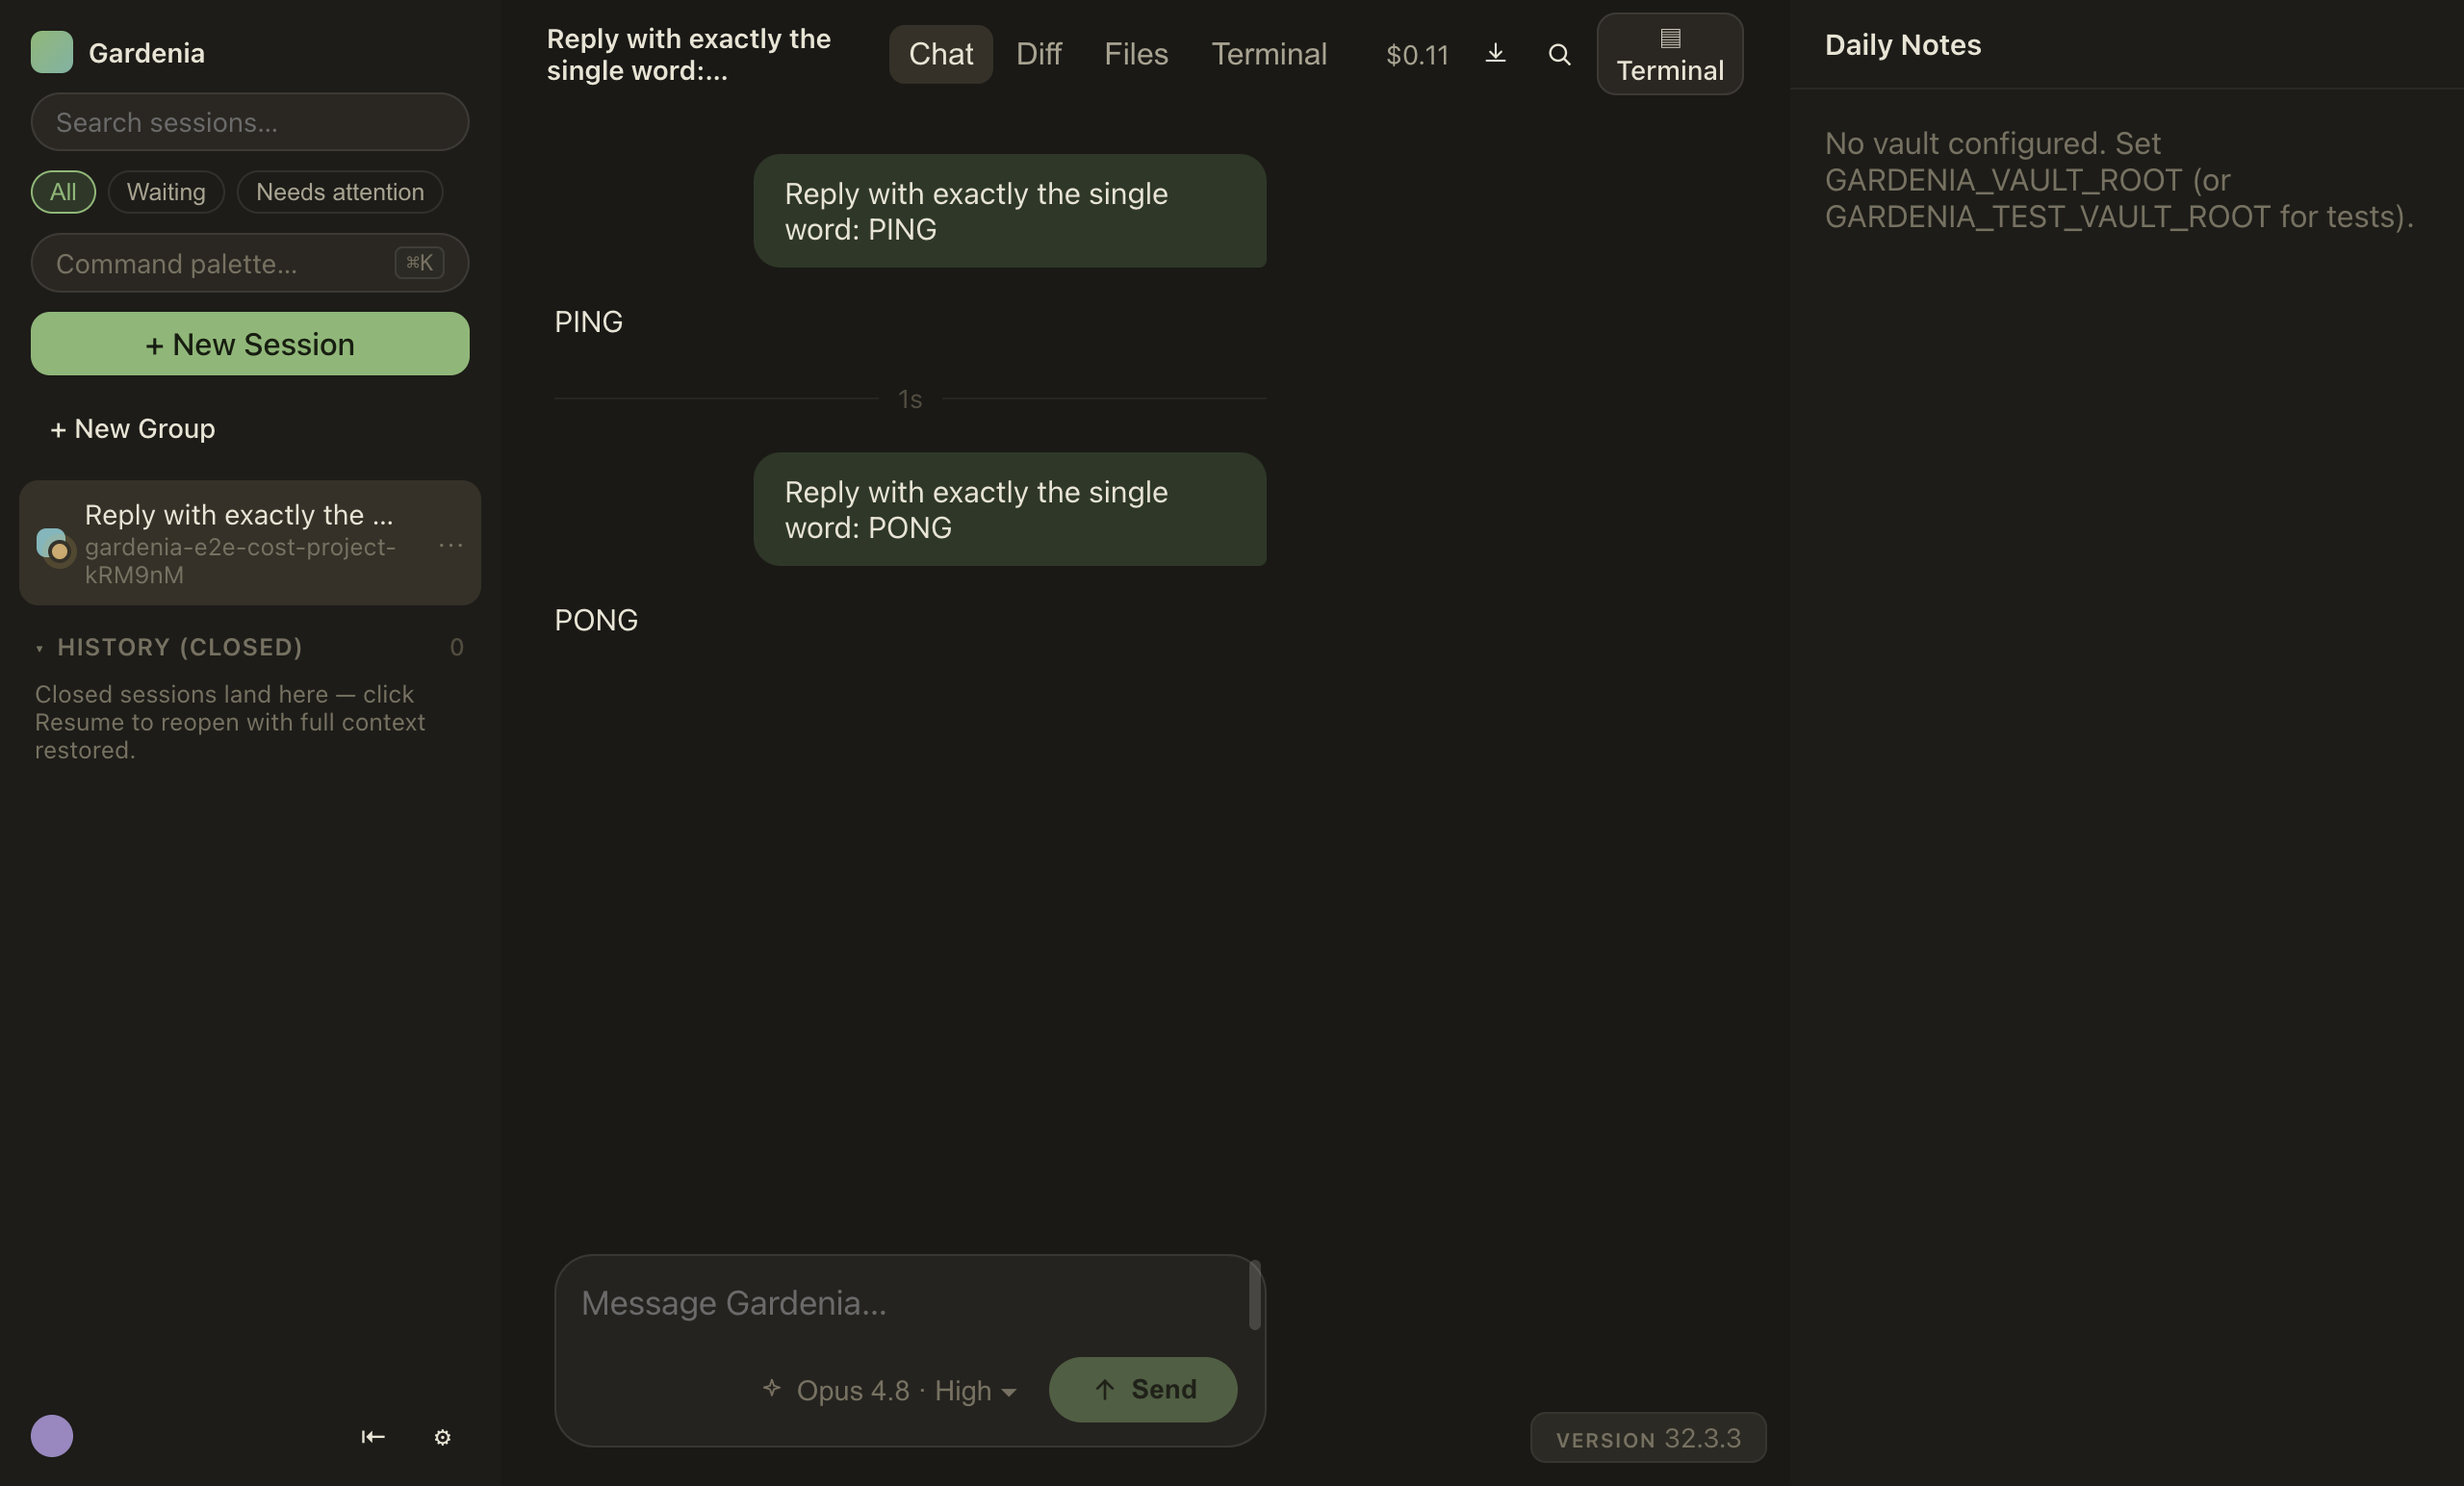 Gardenia
Search sessions...
All
Waiting
Needs attention
Command palette...
⌘K
+ New Session
+ New Group
Reply with exactly the ...
gardenia-e2e-cost-project-
kRM9nM
HISTORY (CLOSED)
0
Closed sessions land here — click
Resume to reopen with full context
restored.
Reply with exactly the
single word:...
Chat
Diff
Files
Terminal
$0.11
Terminal
Reply with exactly the single
word: PING
PING
1s
Reply with exactly the single
word: PONG
PONG
Message Gardenia...
Opus 4.8 · High
Send
VERSION 32.3.3
Daily Notes
No vault configured. Set
GARDENIA_VAULT_ROOT (or
GARDENIA_TEST_VAULT_ROOT for tests).